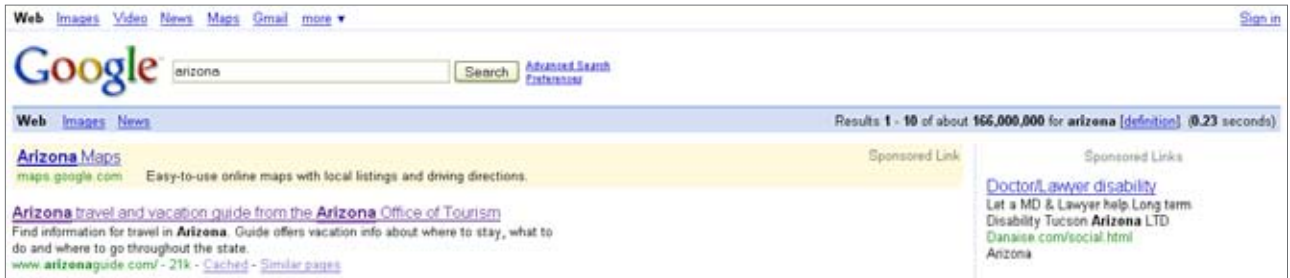 Web Images Video News Maps Gmail more ▼ Sign in
Google arizona Search Advanced Search
Preferences
Web Images News Results 1 - 10 of about 166,000,000 for arizona [definition]. (0.23 seconds)
Arizona Maps Sponsored Link
maps.google.com Easy-to-use online maps with local listings and driving directions.
Arizona travel and vacation guide from the Arizona Office of Tourism
Find information for travel in Arizona. Guide offers vacation info about where to stay, what to
do and where to go throughout the state.
www.arizonaguide.com/ - 21k - Cached - Similar pages
Sponsored Links
Doctor/Lawyer disability
Let a MD & Lawyer help.Long term
Disability Tucson Arizona LTD
Danaise.com/social.html
Arizona